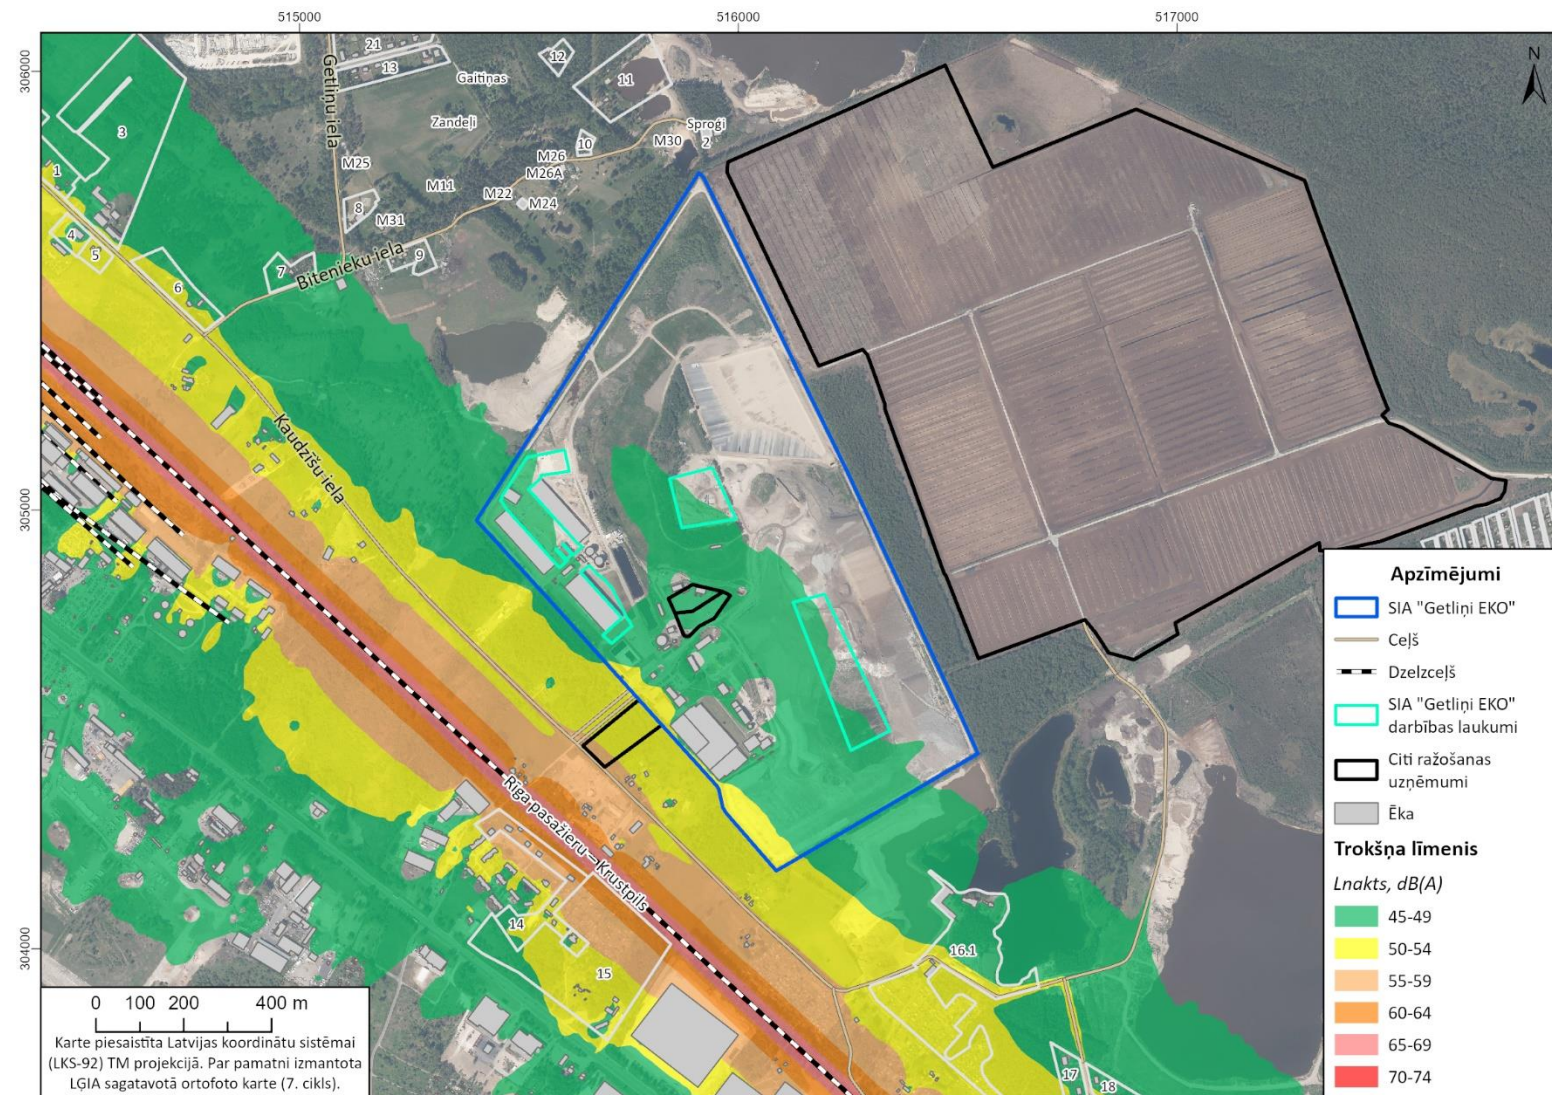 515000
516000
517000
306000
305000
304000
N
21
13
12
11
Gaitiņas
Getliņu iela
Zandeļi
Sproģi
2
3
10
M30
M26
M25
M26A
1
M11
M22
M24
8
M31
4
5
9
7
Bitenieku iela
6
Kaudzīšu iela
Rīga pasažieru – Krustpils
14
15
16.1
17
18
Apzīmējumi
SIA "Getliņi EKO"
Ceļš
Dzelzceļš
SIA "Getliņi EKO"
darbības laukumi
Citi ražošanas
uzņēmumi
Ēka
Trokšņa līmenis
Lnakts, dB(A)
45-49
50-54
55-59
60-64
65-69
70-74
0 100 200 400 m
Karte piesaistīta Latvijas koordinātu sistēmai
(LKS-92) TM projekcijā. Par pamatni izmantota
LĢIA sagatavotā ortofoto karte (7. cikls).